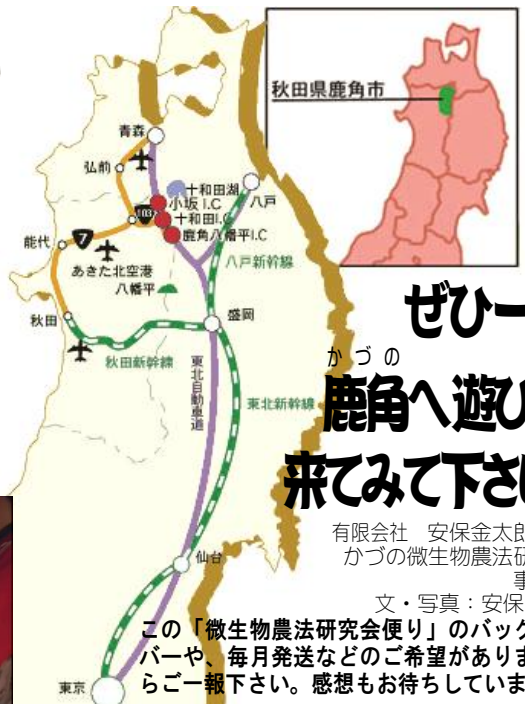 秋田県鹿角市
青森
弘前
十和田湖
八戸
小坂 I.C
103
十和田I.C
鹿角八幡平I.C
能代
7
あきた北空港
八戸新幹線
八幡平
秋田
盛岡
秋田新幹線
東北自動車道
東北新幹線
仙台
東京
ぜひ一
かづの
鹿角へ遊び
来てみて下さ
有限会社 安保金太郎
かづの微生物農法研
事
文・写真:安保
この「微生物農法研究会便り」のバック
バーや、毎月発送などのご希望がありま
らご一報下さい。感想もお待ちしていま